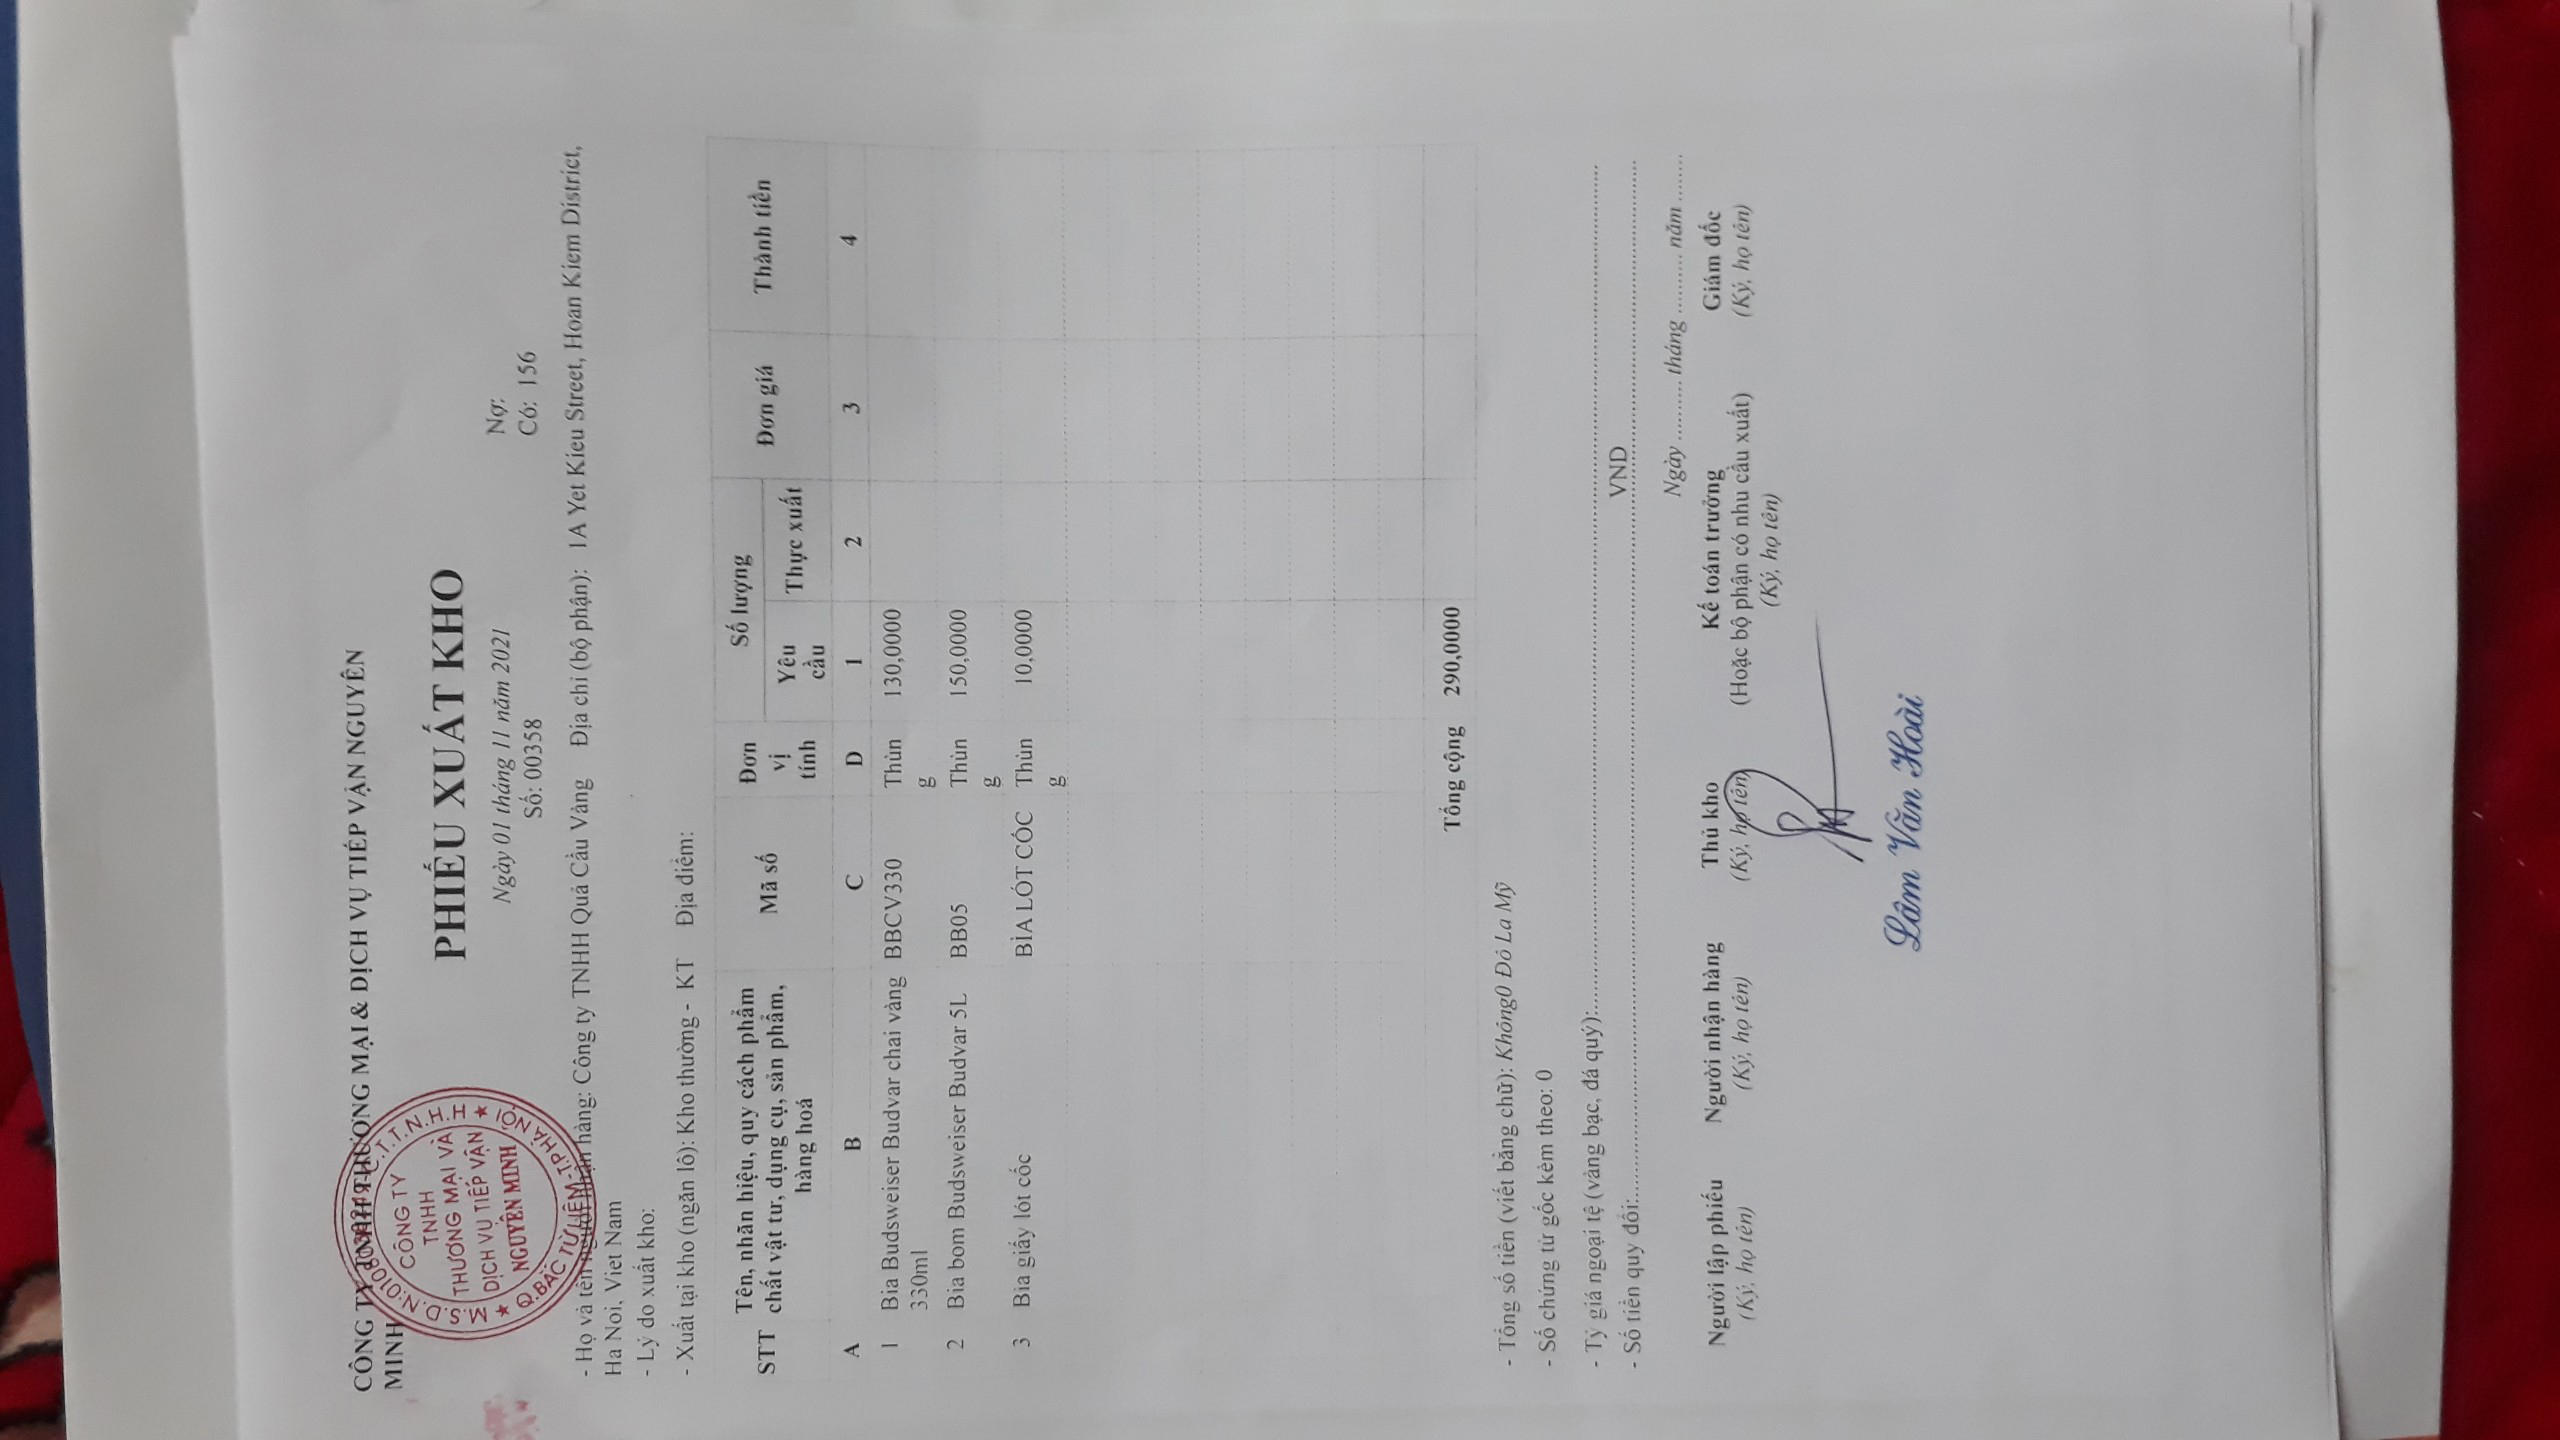 CÔNG TY TNHH THƯƠNG MẠI & DỊCH VỤ TIẾP VẬN NGUYÊN
MINH
M.S.D.N:0108
C.T.T.N.H.H
CÔNG TY
TNHH
THƯƠNG MẠI VÀ
DỊCH VỤ TIẾP VẬN
NGUYÊN MINH
Q.BẮC TỪ LIÊM-T.P HÀ NỘI
PHIẾU XUẤT KHO
Ngày 01 tháng 11 năm 2021
Số: 00358
Nợ:
Có: 156
- Họ và tên người nhận hàng: Công ty TNHH Quả Cầu Vàng Địa chỉ (bộ phận): 1A Yet Kieu Street, Hoan Kiem District,
Ha Noi, Viet Nam
- Lý do xuất kho:
- Xuất tại kho (ngăn lô): Kho thường - KT Địa điểm:
STT Tên, nhãn hiệu, quy cách phẩm chất vật tư, dụng cụ, sản phẩm, hàng hoá Mã số Đơn vị tính Số lượng Đơn giá Thành tiền
Yêu cầu Thực xuất
A B C D 1 2 3 4
1 Bia Budsweiser Budvar chai vàng BBCV330 Thùn 130,0000
330ml g
2 Bia bom Budsweiser Budvar 5L BB05 Thùn 150,0000
g
3 Bìa giấy lót cốc BÌA LÓT CÓC Thùn 10,0000
g
Tổng cộng 290,0000
- Tổng số tiền (viết bằng chữ): Không0 Đô La Mỹ
- Số chứng từ gốc kèm theo: 0
- Tỷ giá ngoại tệ (vàng bạc, đá quý):
- Số tiền quy đổi: VND
Ngày .......... tháng .......... năm ..........
Người lập phiếu Người nhận hàng Thủ kho Kế toán trưởng Giám đốc
(Ký, họ tên) (Ký, họ tên) (Ký, họ tên) (Hoặc bộ phận có nhu cầu xuất) (Ký, họ tên)
(Ký, họ tên)
Lâm Văn Hoài